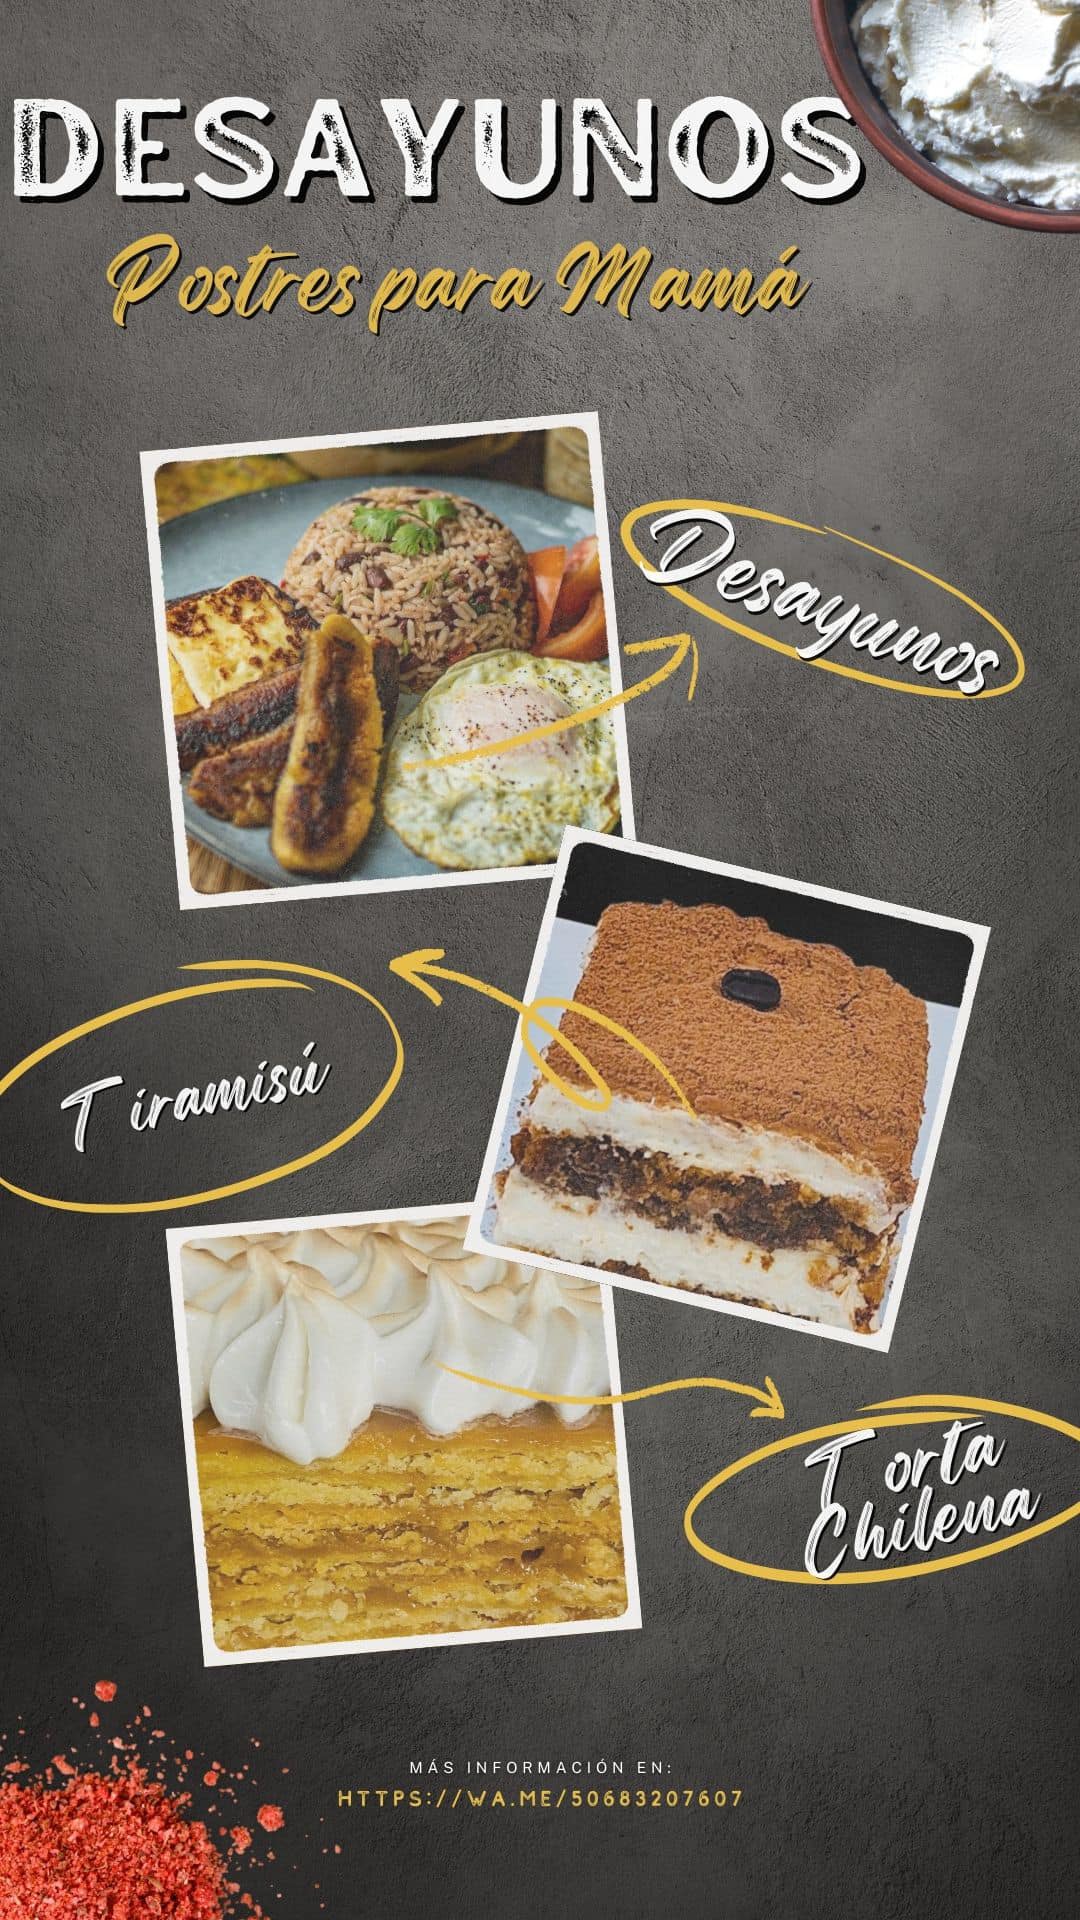 DESAYUNOS
Postres para Mamá
Desayunos
Tiramisú
Torta
Chilena
MÁS INFORMACIÓN EN:
HTTPS://WA.ME/50683207607